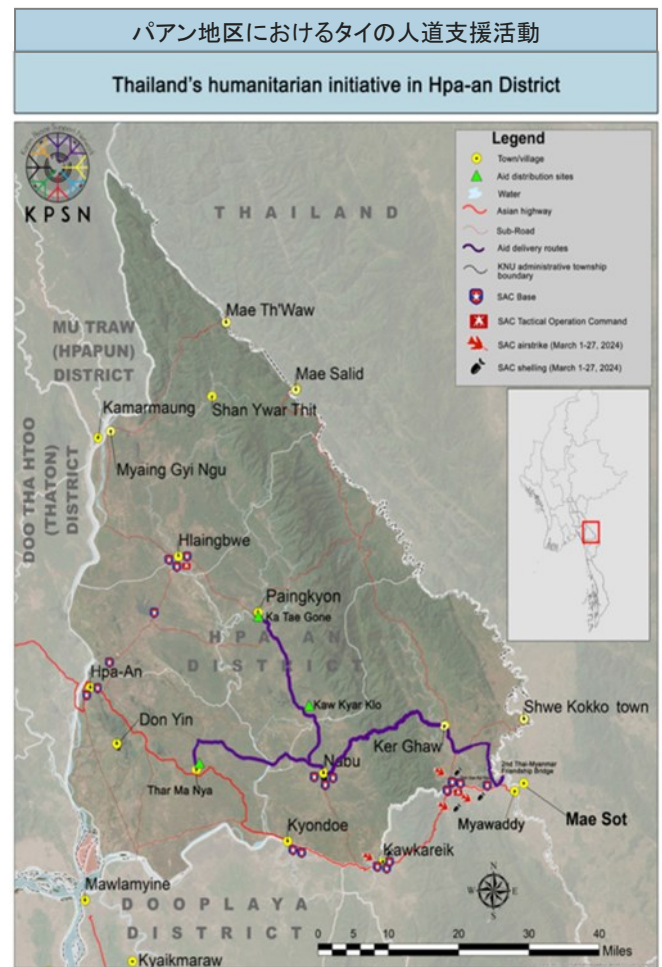 パアン地区におけるタイの人道支援活動
Thailand's humanitarian initiative in Hpa-an District
KPSN
THAILAND
Legend
Town/village
Aid distribution sites
Water
Asian highway
Sub-Road
Aid delivery routes
KNU administrative township
boundary
SAC Base
SAC Tactical Operation Command
SAC airstrike (March 1-27, 2024)
SAC shelling (March 1-27, 2024)
Mae Th'Waw
MU TRAW
(HPAPUN)
DISTRICT
Mae Salid
Kamarmaung
Shan Ywar Thit
DOO THA HTOO
(THATON)
DISTRICT
Myaing Gyi Ngu
Hlaingbwe
Paingkyon
Ka Tae Gone
HPA AN
DISTRICT
Hpa-An
Kaw Kyar Klo
Shwe Kokko town
Don Yin
Ker Ghaw
Nabu
2nd Thai-Myanmar
Friendship Bridge
Thar Ma Nya
Myawaddy
Mae Sot
Kyondoe
Kawkareik
Mawlamyine
DOOPLAYA
DISTRICT
N
W
E
S
0 5 10 20 30 40
Miles
Kyaikmaraw